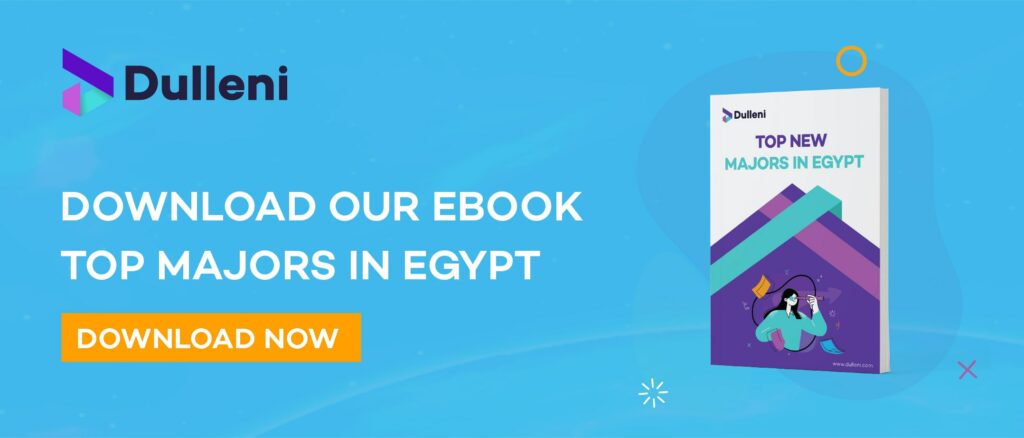 Dulleni
DOWNLOAD OUR EBOOK
TOP MAJORS IN EGYPT
DOWNLOAD NOW
Dulleni
TOP NEW
MAJORS IN EGYPT
www.dulleni.com